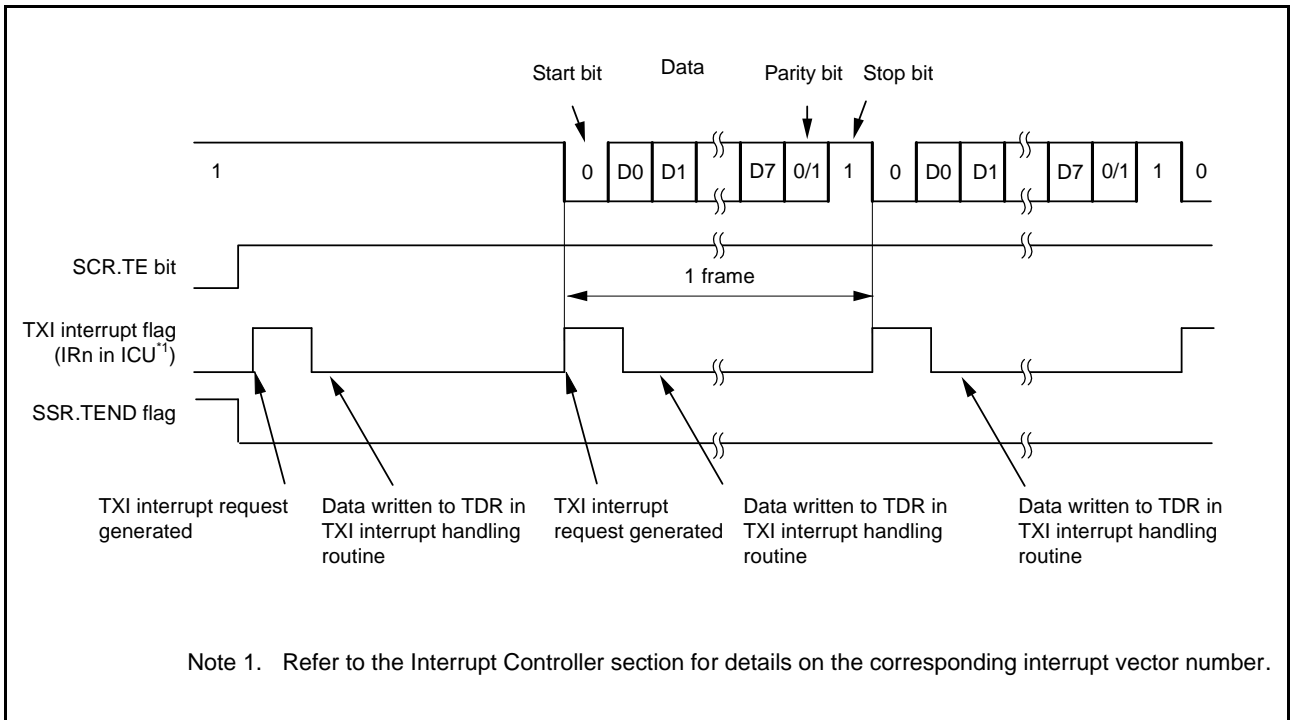 Start bit Data Parity bit Stop bit
1 0 D0 D1 D7 0/1 1 0 D0 D1 D7 0/1 1 0
SCR.TE bit
1 frame
TXI interrupt flag
(IRn in ICU*1)
SSR.TEND flag
TXI interrupt request
generated
Data written to TDR in
TXI interrupt handling
routine
TXI interrupt
request generated
Data written to TDR in
TXI interrupt handling
routine
Data written to TDR in
TXI interrupt handling
routine
Note 1. Refer to the Interrupt Controller section for details on the corresponding interrupt vector number.